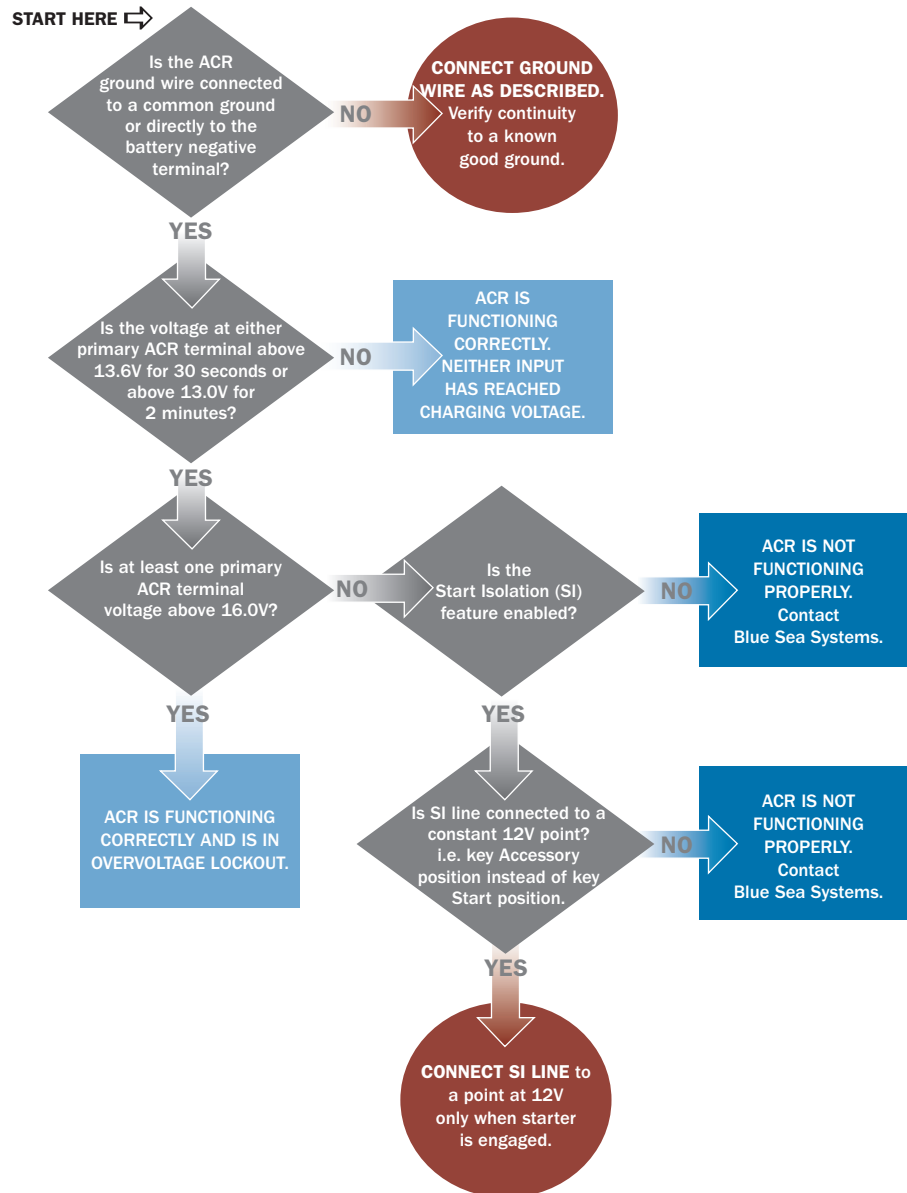 START HERE
Is the ACR
ground wire connected
to a common ground
or directly to the
battery negative
terminal?
NO
CONNECT GROUND
WIRE AS DESCRIBED.
Verify continuity
to a known
good ground.
YES
Is the voltage at either
primary ACR terminal above
13.6V for 30 seconds or
above 13.0V for
2 minutes?
NO
ACR IS
FUNCTIONING
CORRECTLY.
NEITHER INPUT
HAS REACHED
CHARGING VOLTAGE.
YES
Is at least one primary
ACR terminal
voltage above 16.0V?
NO
Is the
Start Isolation (SI)
feature enabled?
NO
ACR IS NOT
FUNCTIONING
PROPERLY.
Contact
Blue Sea Systems.
YES
ACR IS FUNCTIONING
CORRECTLY AND IS IN
OVERVOLTAGE LOCKOUT.
YES
Is SI line connected to a
constant 12V point?
i.e. key Accessory
position instead of key
Start position.
NO
ACR IS NOT
FUNCTIONING
PROPERLY.
Contact
Blue Sea Systems.
YES
CONNECT SI LINE to
a point at 12V
only when starter
is engaged.